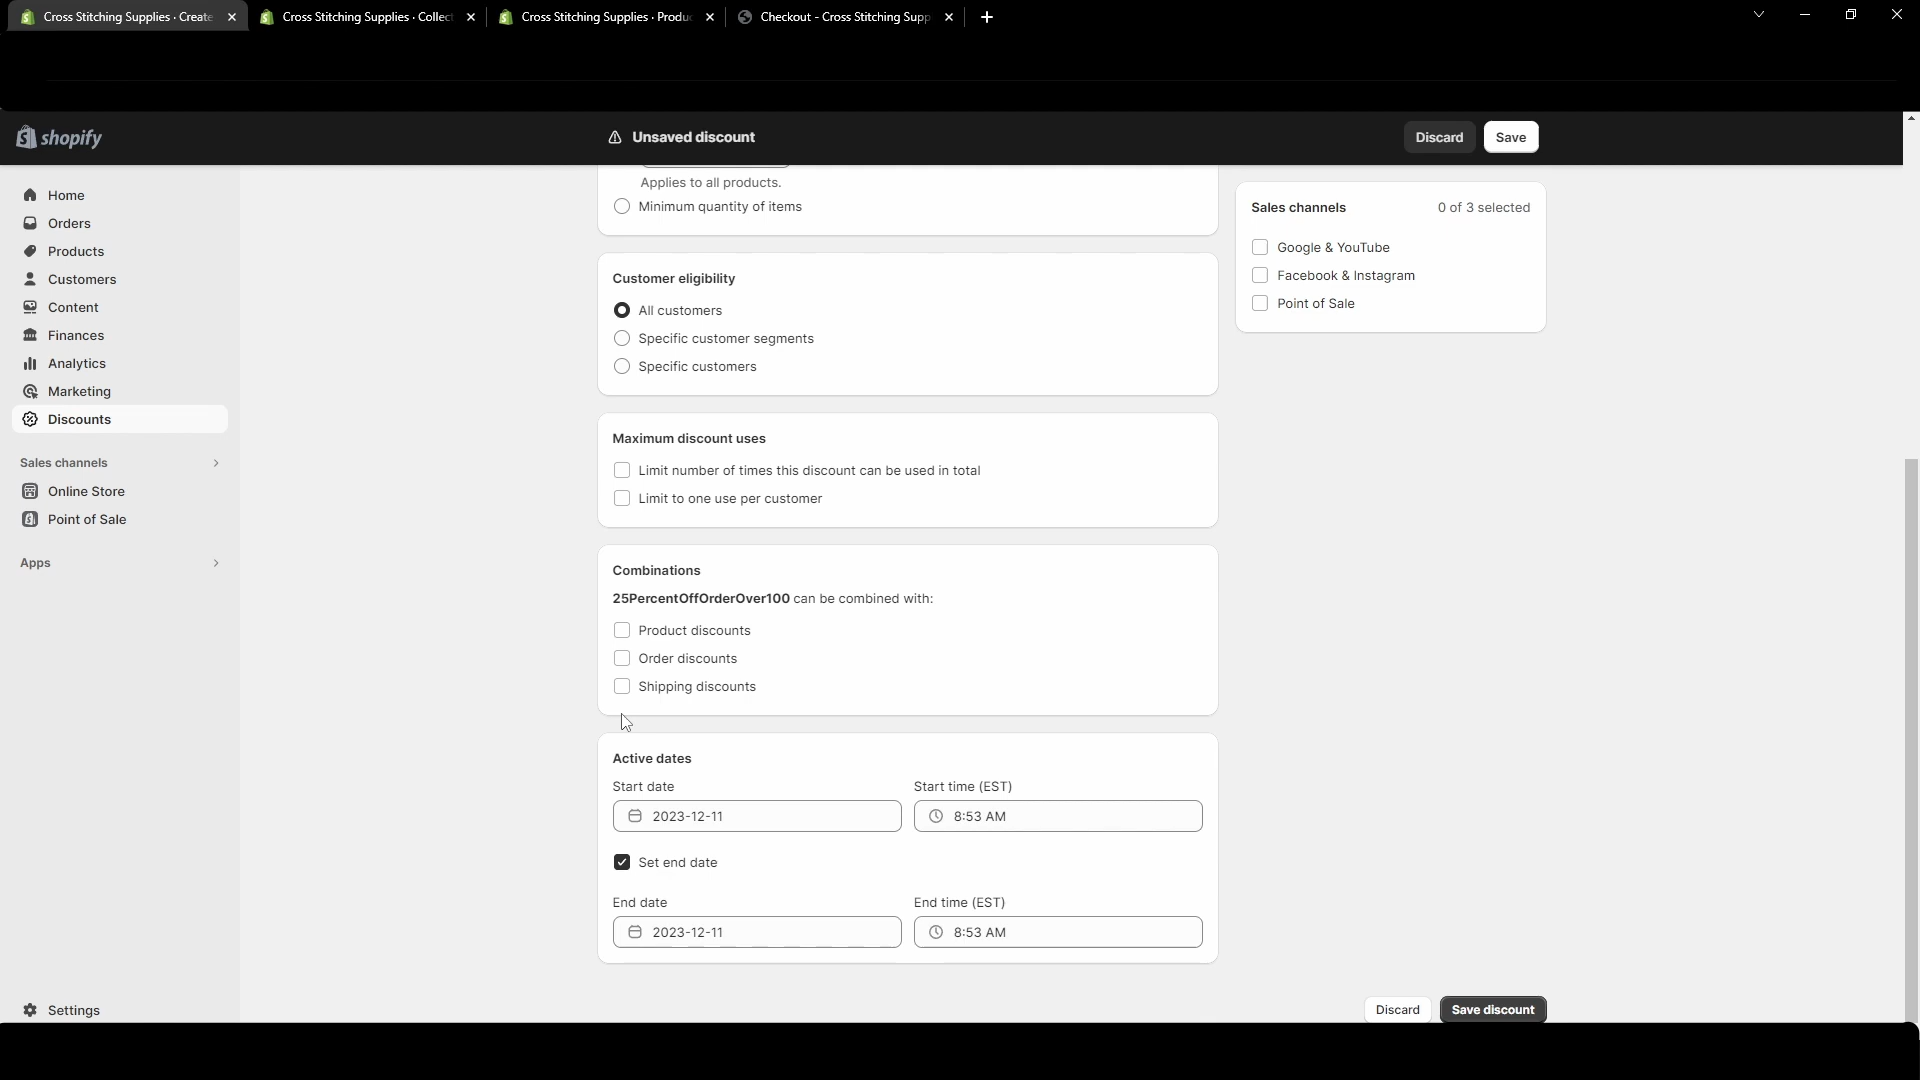 Cross Stitching Supplies · Create
Cross Stitching Supplies · Collec
Cross Stitching Supplies · Produc
Checkout - Cross Stitching Supp
shopify
Unsaved discount
Discard
Save
Home
Orders
Products
Customers
Content
Finances
Analytics
Marketing
Discounts
Sales channels
Online Store
Point of Sale
Apps
Settings
Applies to all products.
Minimum quantity of items
Customer eligibility
All customers
Specific customer segments
Specific customers
Maximum discount uses
Limit number of times this discount can be used in total
Limit to one use per customer
Combinations
25PercentOffOrderOver100 can be combined with:
Product discounts
Order discounts
Shipping discounts
Active dates
Start date
Start time (EST)
2023-12-11
8:53 AM
Set end date
End date
End time (EST)
2023-12-11
8:53 AM
Sales channels
0 of 3 selected
Google & YouTube
Facebook & Instagram
Point of Sale
Discard
Save discount